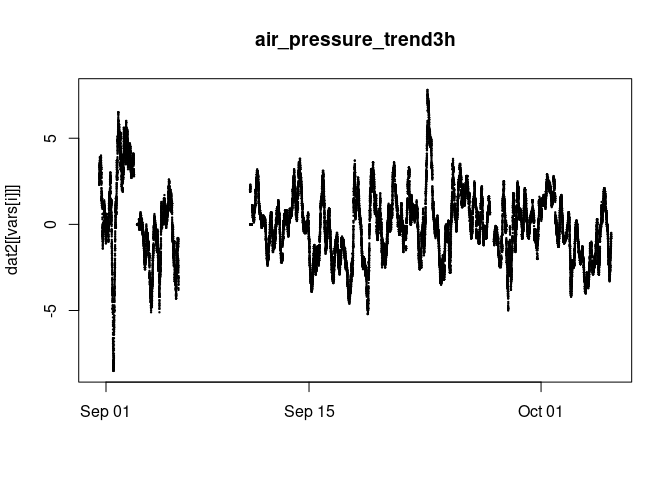 air_pressure_trend3h
dat2[[vars[i]]]
5
0
-5
Sep 01
Sep 15
Oct 01